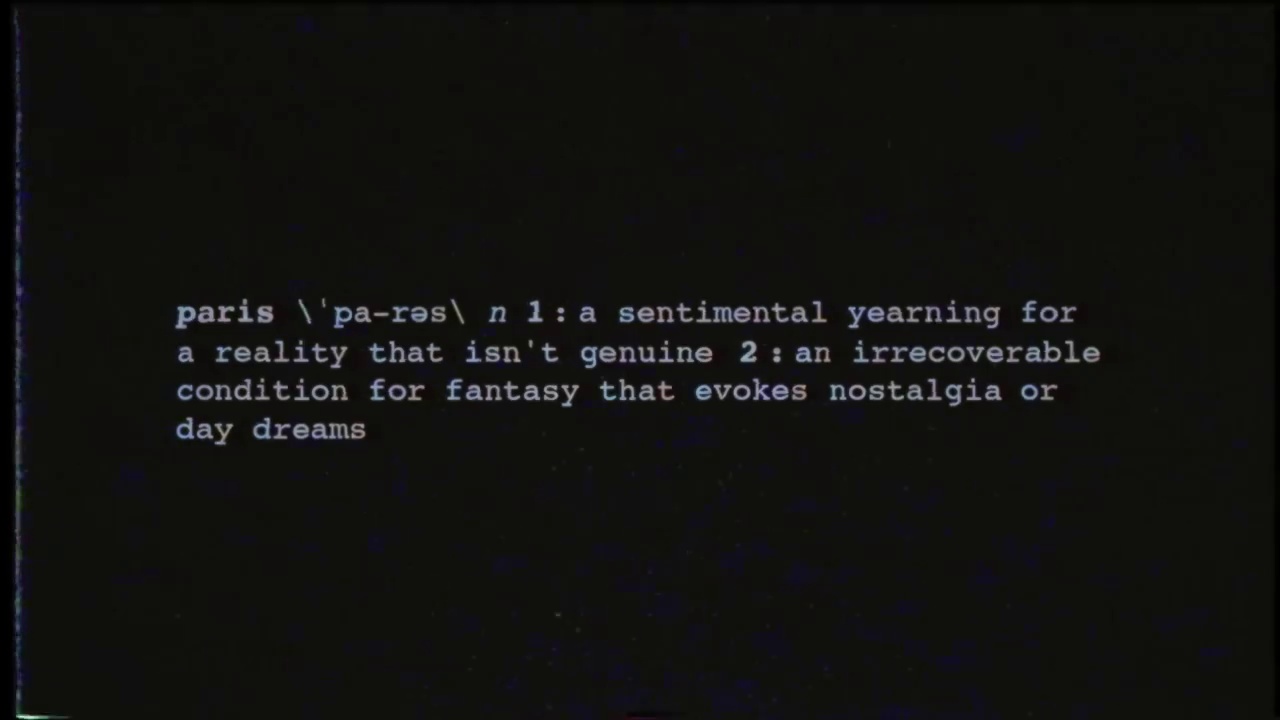 paris \ˈpa-rəs\ n 1: a sentimental yearning for
a reality that isn't genuine 2: an irrecoverable
condition for fantasy that evokes nostalgia or
day dreams